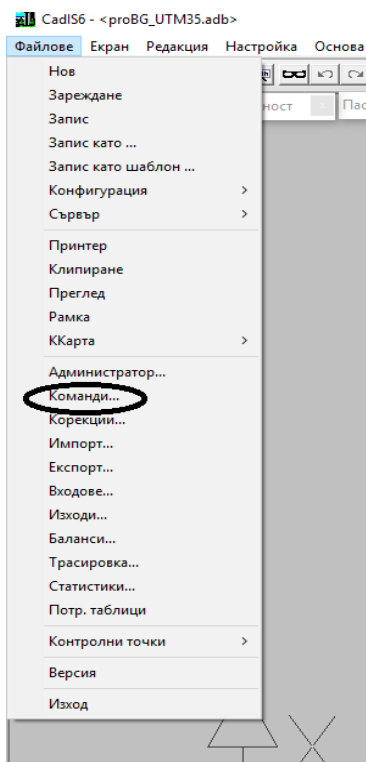 CadIS6 - <proBG_UTM35.adb>
Файлове Екран Редакция Настройка Основа
Нов
Зареждане
Запис
Запис като ...
Запис като шаблон ...
Конфигурация
Сървър
Принтер
Клипиране
Преглед
Рамка
ККарта
Администратор...
Команди...
Корекции...
Импорт...
Експорт...
Входове...
Изходи...
Баланси...
Трасировка...
Статистики...
Потр. таблици
Контролни точки
Версия
Изход
ност
Пас